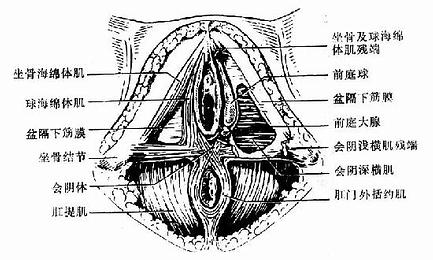 坐骨海绵体肌
球海绵休肌
盆隔下筋膜
坐骨结节
会阴体
肛提肌
坐骨及球海绵
体肌残端
前庭球
盆隔下筋膜
前庭大腺
会阴浅横肌残端
会阴深横肌
肛门外括约肌